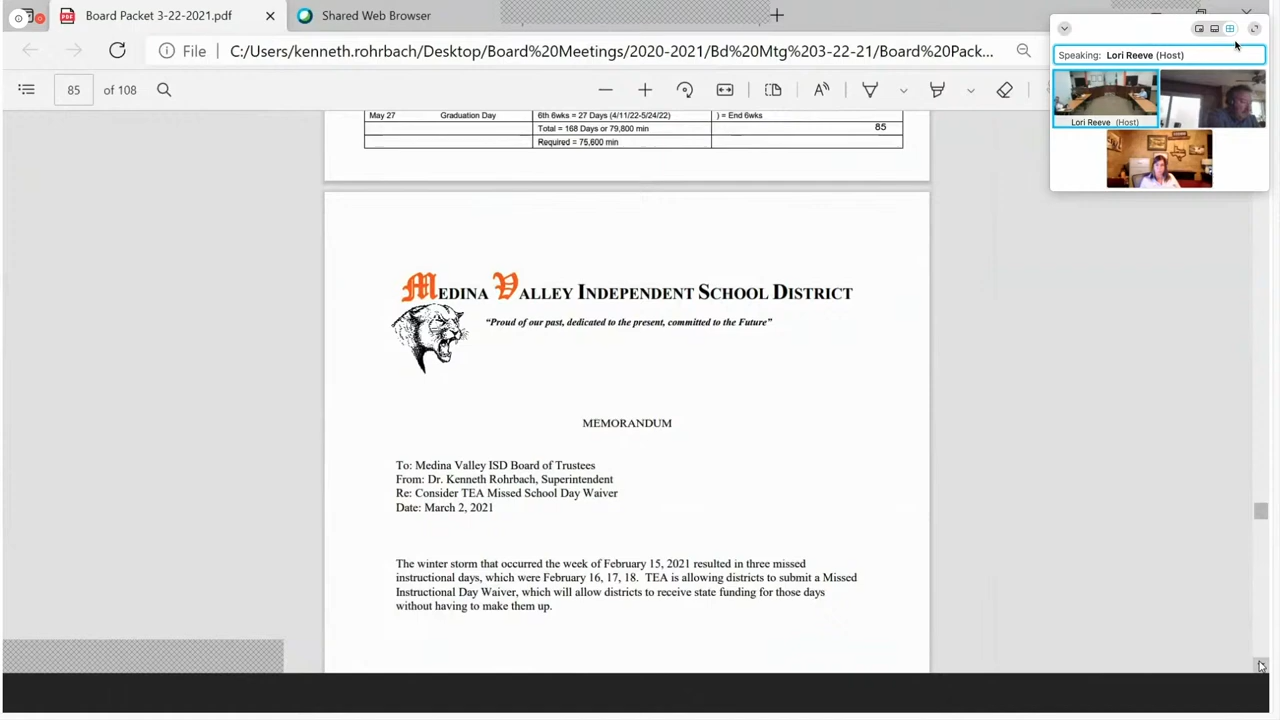 Board Packet 3-22-2021.pdf
Shared Web Browser
File C:/Users/kenneth.rohrbach/Desktop/Board%20Meetings/2020-2021/Bd%20Mtg%203-22-21/Board%20Pack...
85 of 108
Speaking: Lori Reeve (Host)
Lori Reeve (Host)
May 27 Graduation Day 6th 6wks = 27 Days (4/11/22-5/24/22) ) = End 6wks
Total = 168 Days or 79,800 min 85
Required = 75,600 min
MEDINA VALLEY INDEPENDENT SCHOOL DISTRICT
“Proud of our past, dedicated to the present, committed to the Future”
MEMORANDUM
To: Medina Valley ISD Board of Trustees
From: Dr. Kenneth Rohrbach, Superintendent
Re: Consider TEA Missed School Day Waiver
Date: March 2, 2021
The winter storm that occurred the week of February 15, 2021 resulted in three missed
instructional days, which were February 16, 17, 18. TEA is allowing districts to submit a Missed
Instructional Day Waiver, which will allow districts to receive state funding for those days
without having to make them up.